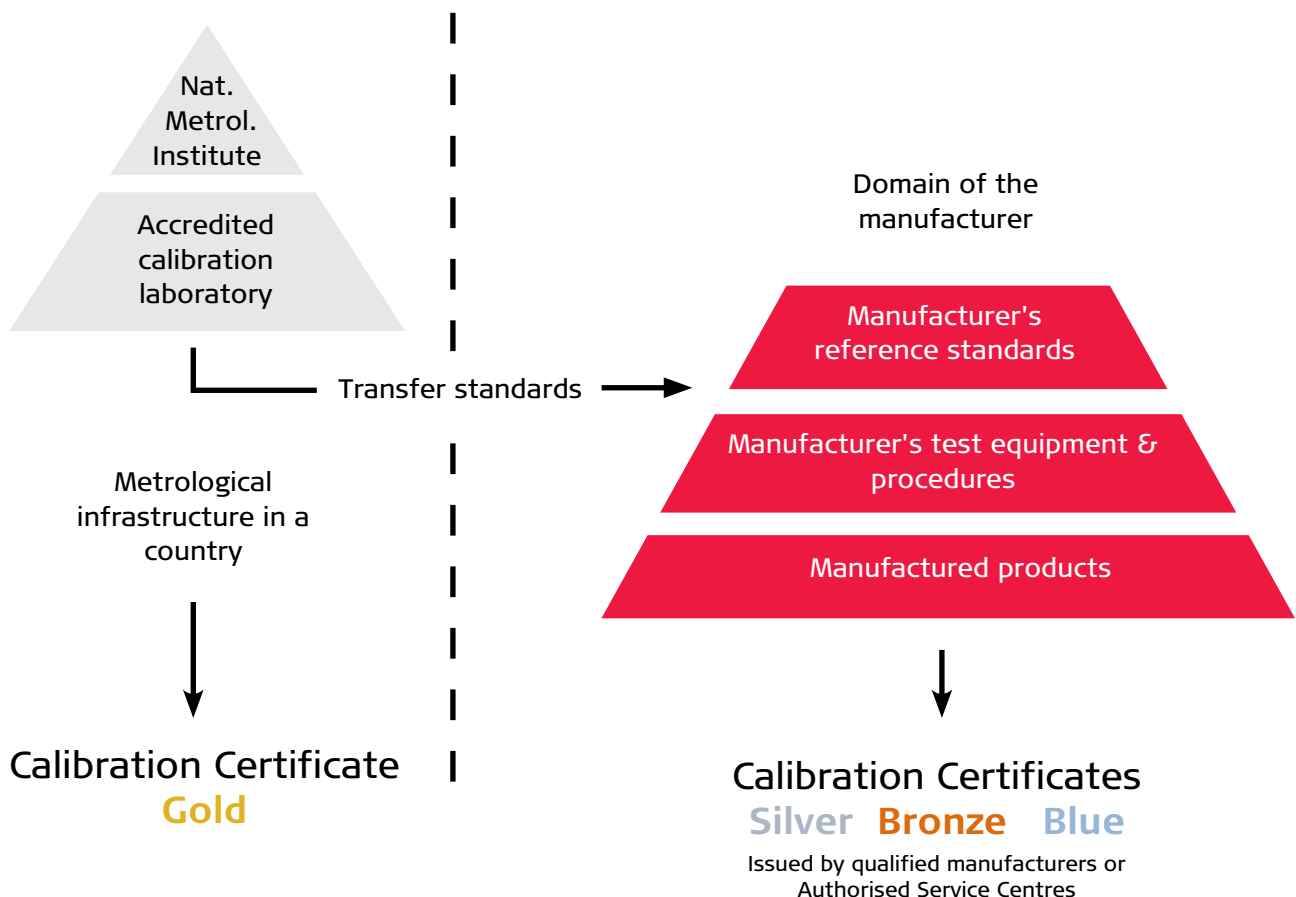 Nat.
Metrol.
Institute
Accredited
calibration
laboratory
Transfer standards
Metrological
infrastructure in a
country
Calibration Certificate
Gold
Domain of the
manufacturer
Manufacturer's
reference standards
Manufacturer's test equipment &
procedures
Manufactured products
Calibration Certificates
Silver Bronze Blue
Issued by qualified manufacturers or
Authorised Service Centres